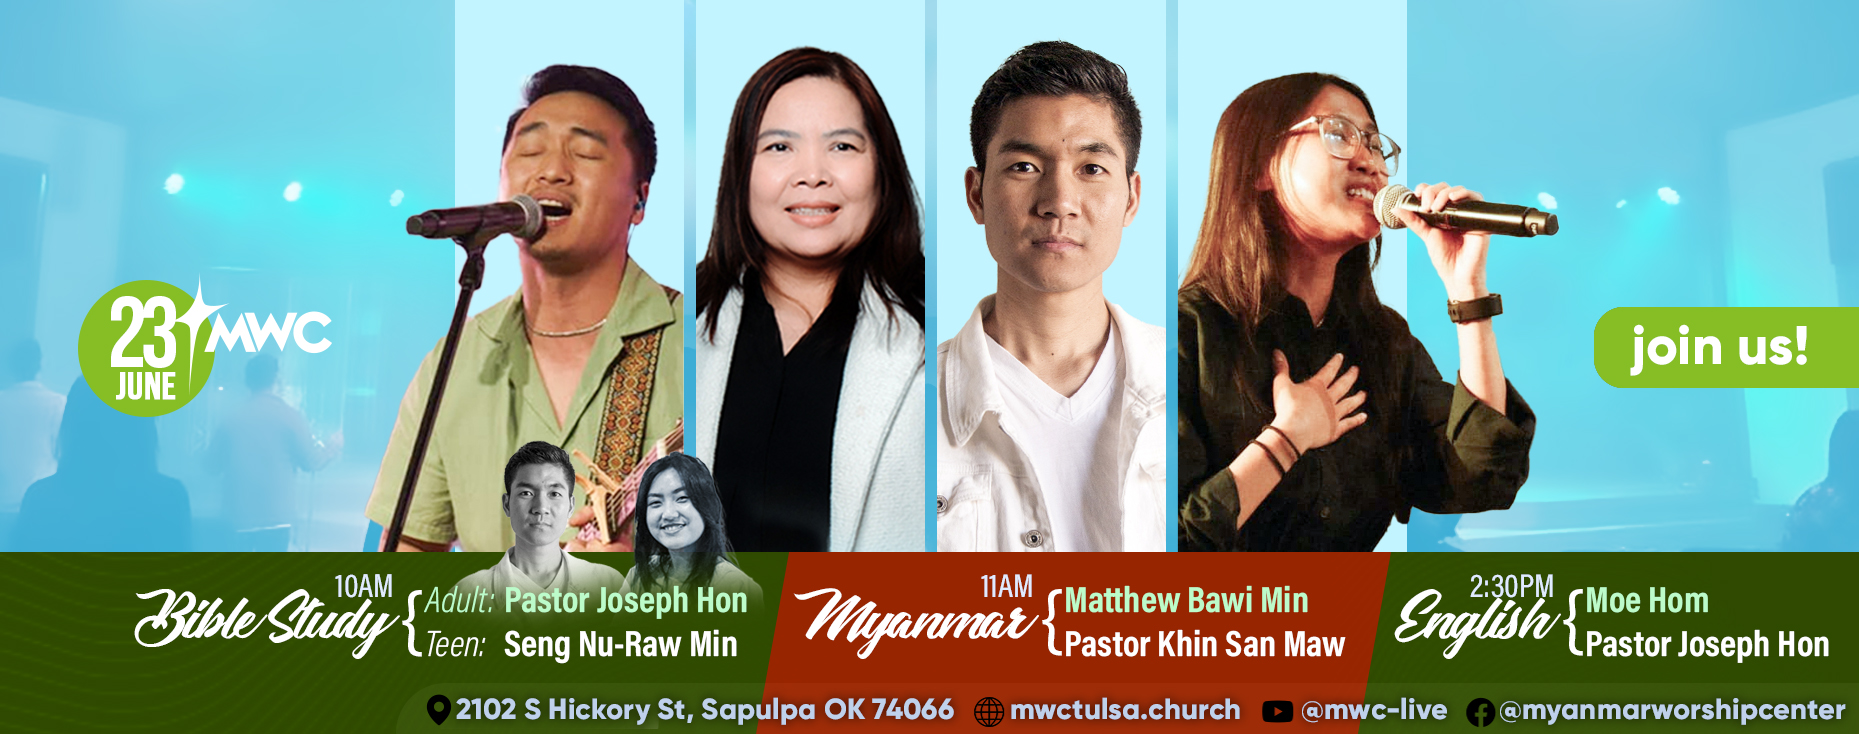 23
JUNE
MWC
join us!
10AM
Bible Study
Adult: Pastor Joseph Hon
Teen: Seng Nu-Raw Min
11AM
Myanmar
Matthew Bawi Min
Pastor Khin San Maw
2:30PM
English
Moe Hom
Pastor Joseph Hon
2102 S Hickory St, Sapulpa OK 74066 mwctulsa.church @mwc-live @myanmarworshipcenter